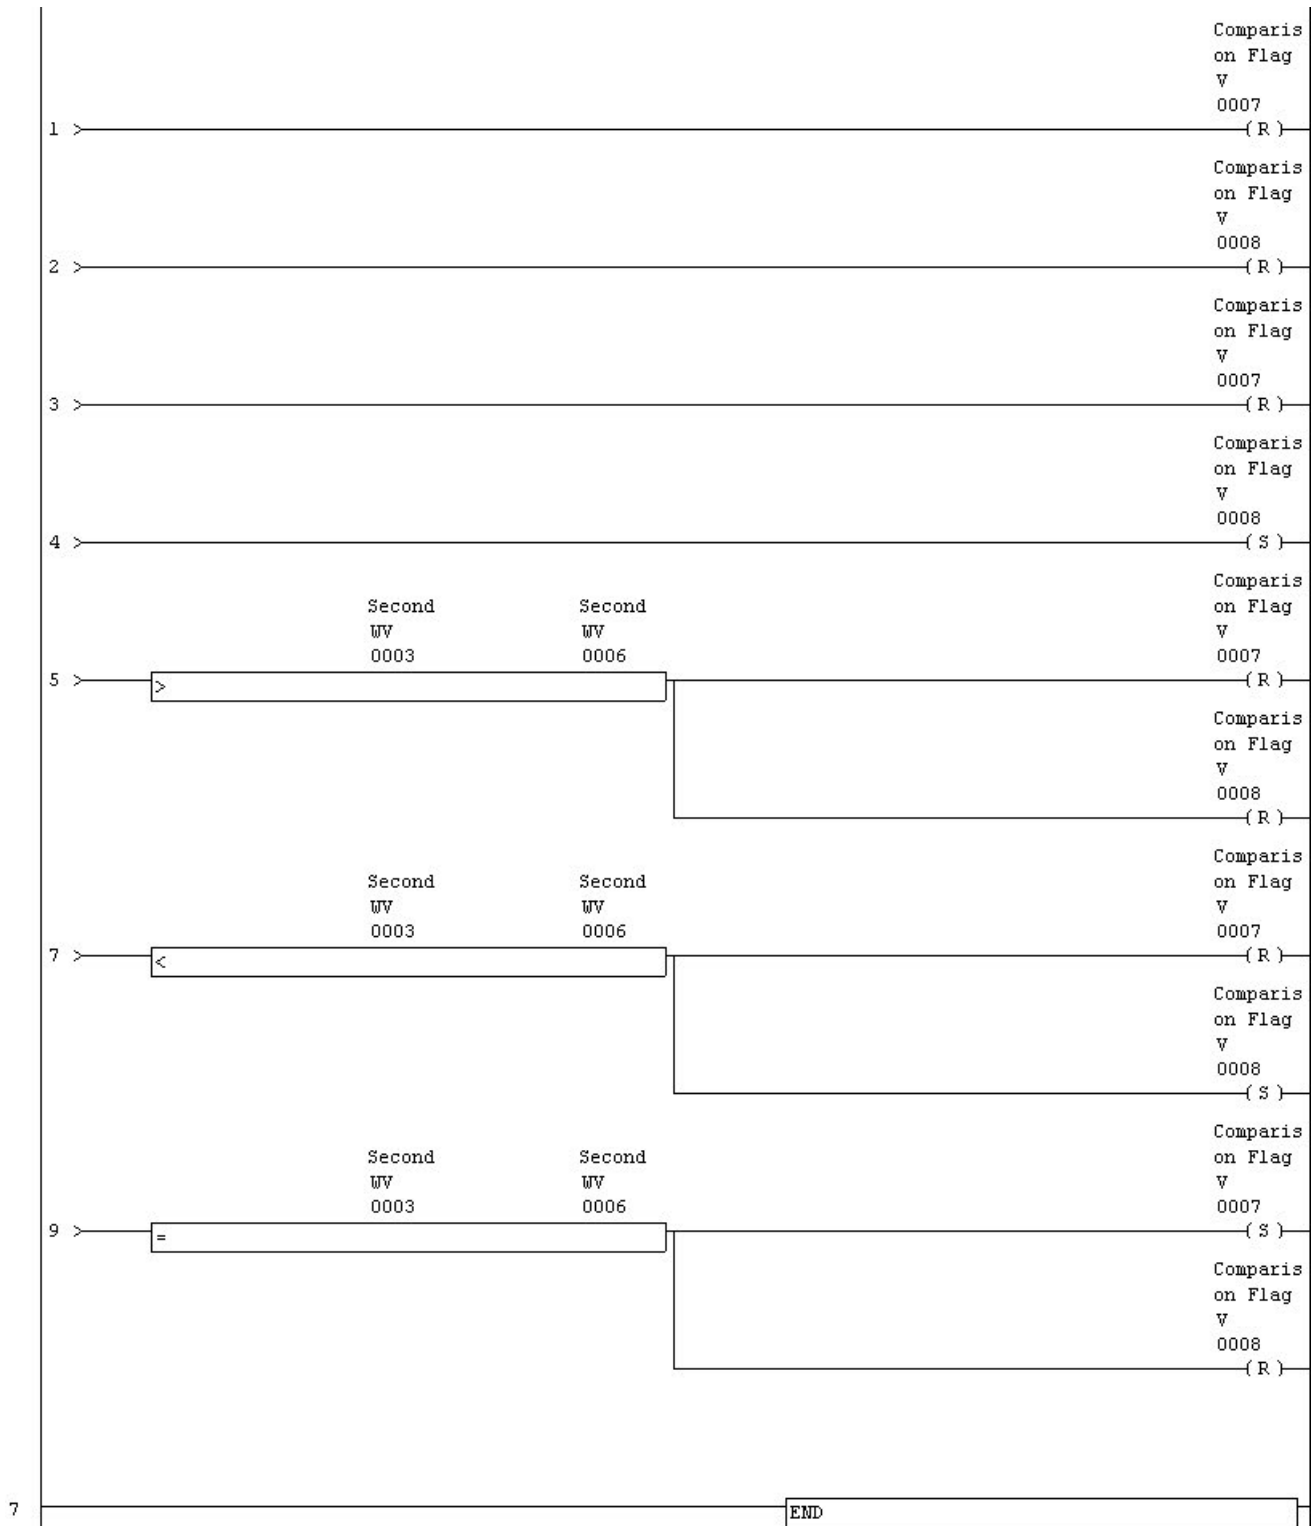 Comparis
on Flag
V
0007
1 > ( R )
Comparis
on Flag
V
0008
2 > ( R )
Comparis
on Flag
V
0007
3 > ( R )
Comparis
on Flag
V
0008
4 > ( S )
Comparis
on Flag
V
0007
Second Second
WV WV
0003 0006
5 > > ( R )
Comparis
on Flag
V
0008
( R )
Comparis
on Flag
V
0007
Second Second
WV WV
0003 0006
7 > < ( R )
Comparis
on Flag
V
0008
( S )
Comparis
on Flag
V
0007
Second Second
WV WV
0003 0006
9 > = ( S )
Comparis
on Flag
V
0008
( R )
7 END